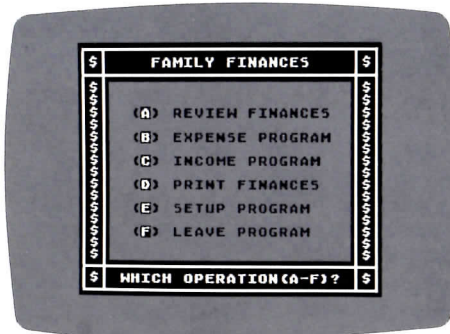 $ FAMILY FINANCES $
(A) REVIEW FINANCES
(B) EXPENSE PROGRAM
(C) INCOME PROGRAM
(D) PRINT FINANCES
(E) SETUP PROGRAM
(F) LEAVE PROGRAM
$ WHICH OPERATION(A-F)? $